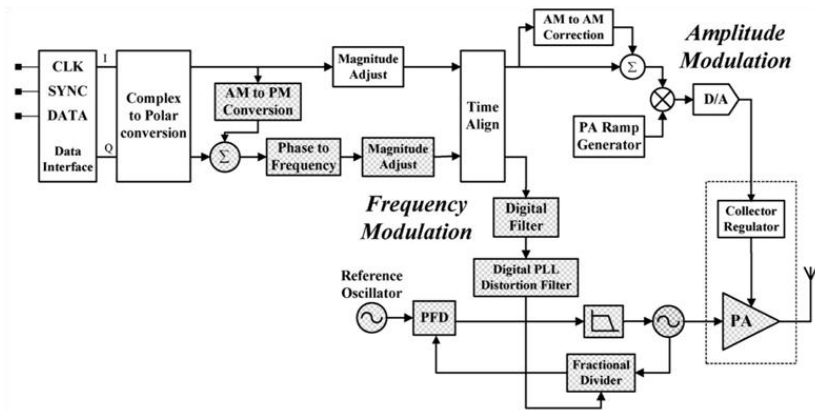 CLK
SYNC
DATA
Data
Interface
I
Q
Complex
to Polar
conversion
AM to PM
Conversion
Σ
Phase to
Frequency
Magnitude
Adjust
Magnitude
Adjust
Time
Align
AM to AM
Correction
Σ
PA Ramp
Generator
D/A
Amplitude
Modulation
Frequency
Modulation
Digital
Filter
Digital PLL
Distortion Filter
Collector
Regulator
Reference
Oscillator
PFD
Fractional
Divider
PA